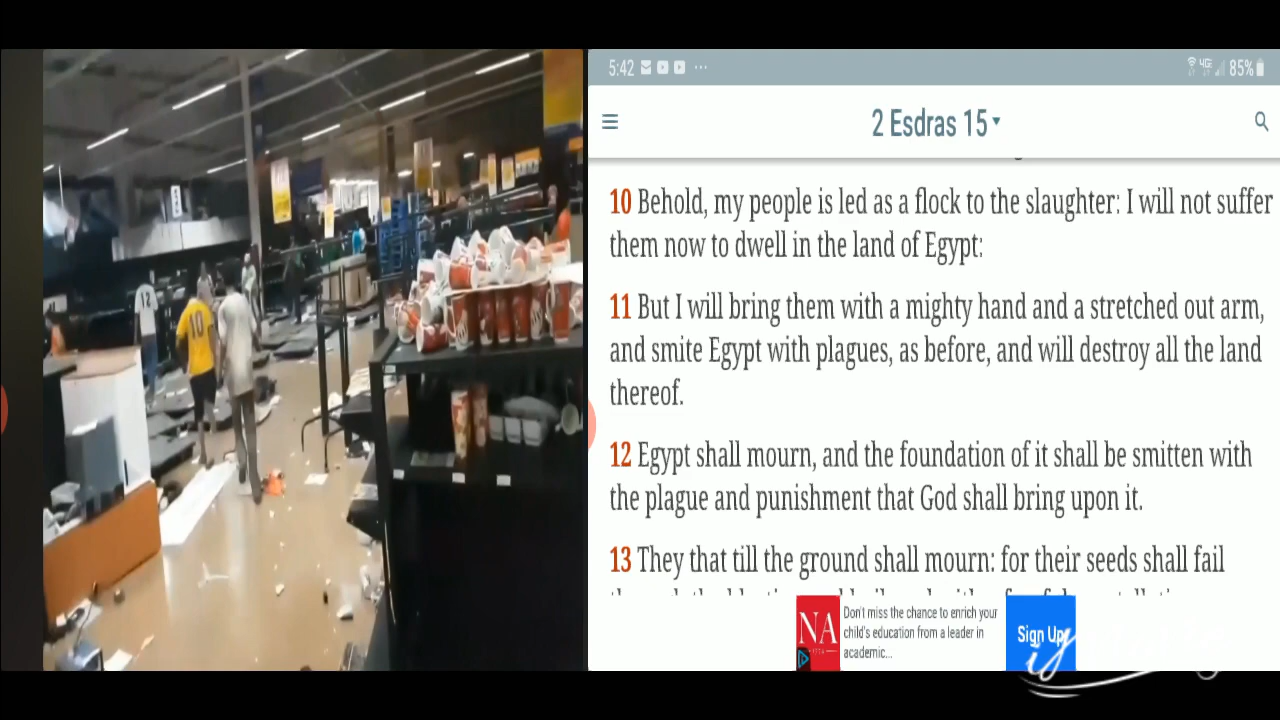 12
10
5:42
85%
2 Esdras 15
10 Behold, my people is led as a flock to the slaughter: I will not suffer
them now to dwell in the land of Egypt:
11 But I will bring them with a mighty hand and a stretched out arm,
and smite Egypt with plagues, as before, and will destroy all the land
thereof.
12 Egypt shall mourn, and the foundation of it shall be smitten with
the plague and punishment that God shall bring upon it.
13 They that till the ground shall mourn: for their seeds shall fail
NA
Don't miss the chance to enrich your
child's education from a leader in
academic...
Sign Up